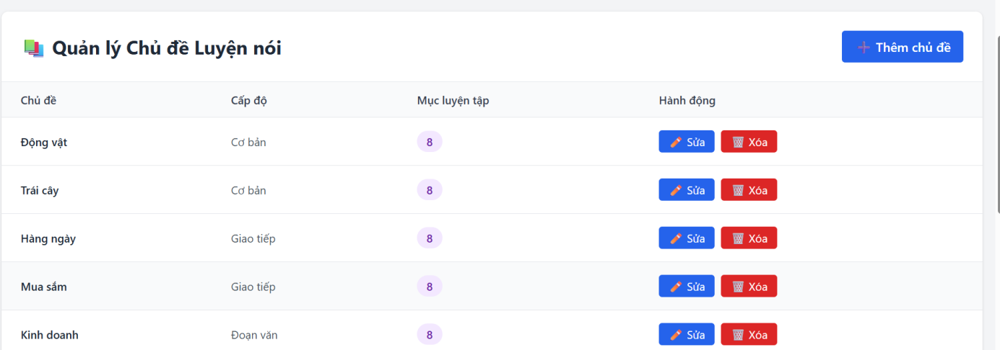 Quản lý Chủ đề Luyện nói
Thêm chủ đề
Chủ đề Cấp độ Mục luyện tập Hành động
Động vật Cơ bản 8 Sửa Xóa
Trái cây Cơ bản 8 Sửa Xóa
Hàng ngày Giao tiếp 8 Sửa Xóa
Mua sắm Giao tiếp 8 Sửa Xóa
Kinh doanh Đoạn văn 8 Sửa Xóa